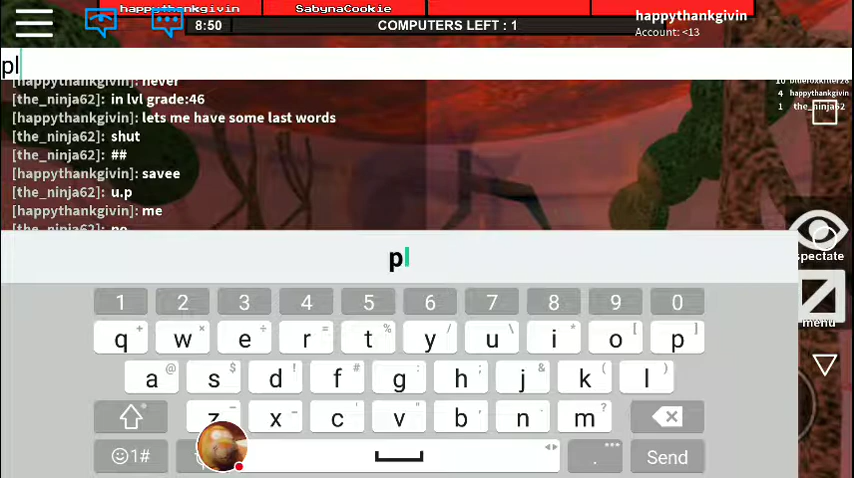 happythankgivin SabynaCookie
8:50 COMPUTERS LEFT : 1
happythankgivin
Account: <13
pl
[happythankgivin]: never
[the_ninja62]: in lvl grade:46
[happythankgivin]: lets me have some last words
[the_ninja62]: shut
[the_ninja62]: ##
[happythankgivin]: savee
[the_ninja62]: u.p
[happythankgivin]: me
[the_ninja62]: no
4 happythankgivin
1 the_ninja62
spectate
menu
pl
1 2 3 4 5 6 7 8 9 0
q w e r t y u i o p
a s d f g h j k l
z x c v b n m
1# . Send